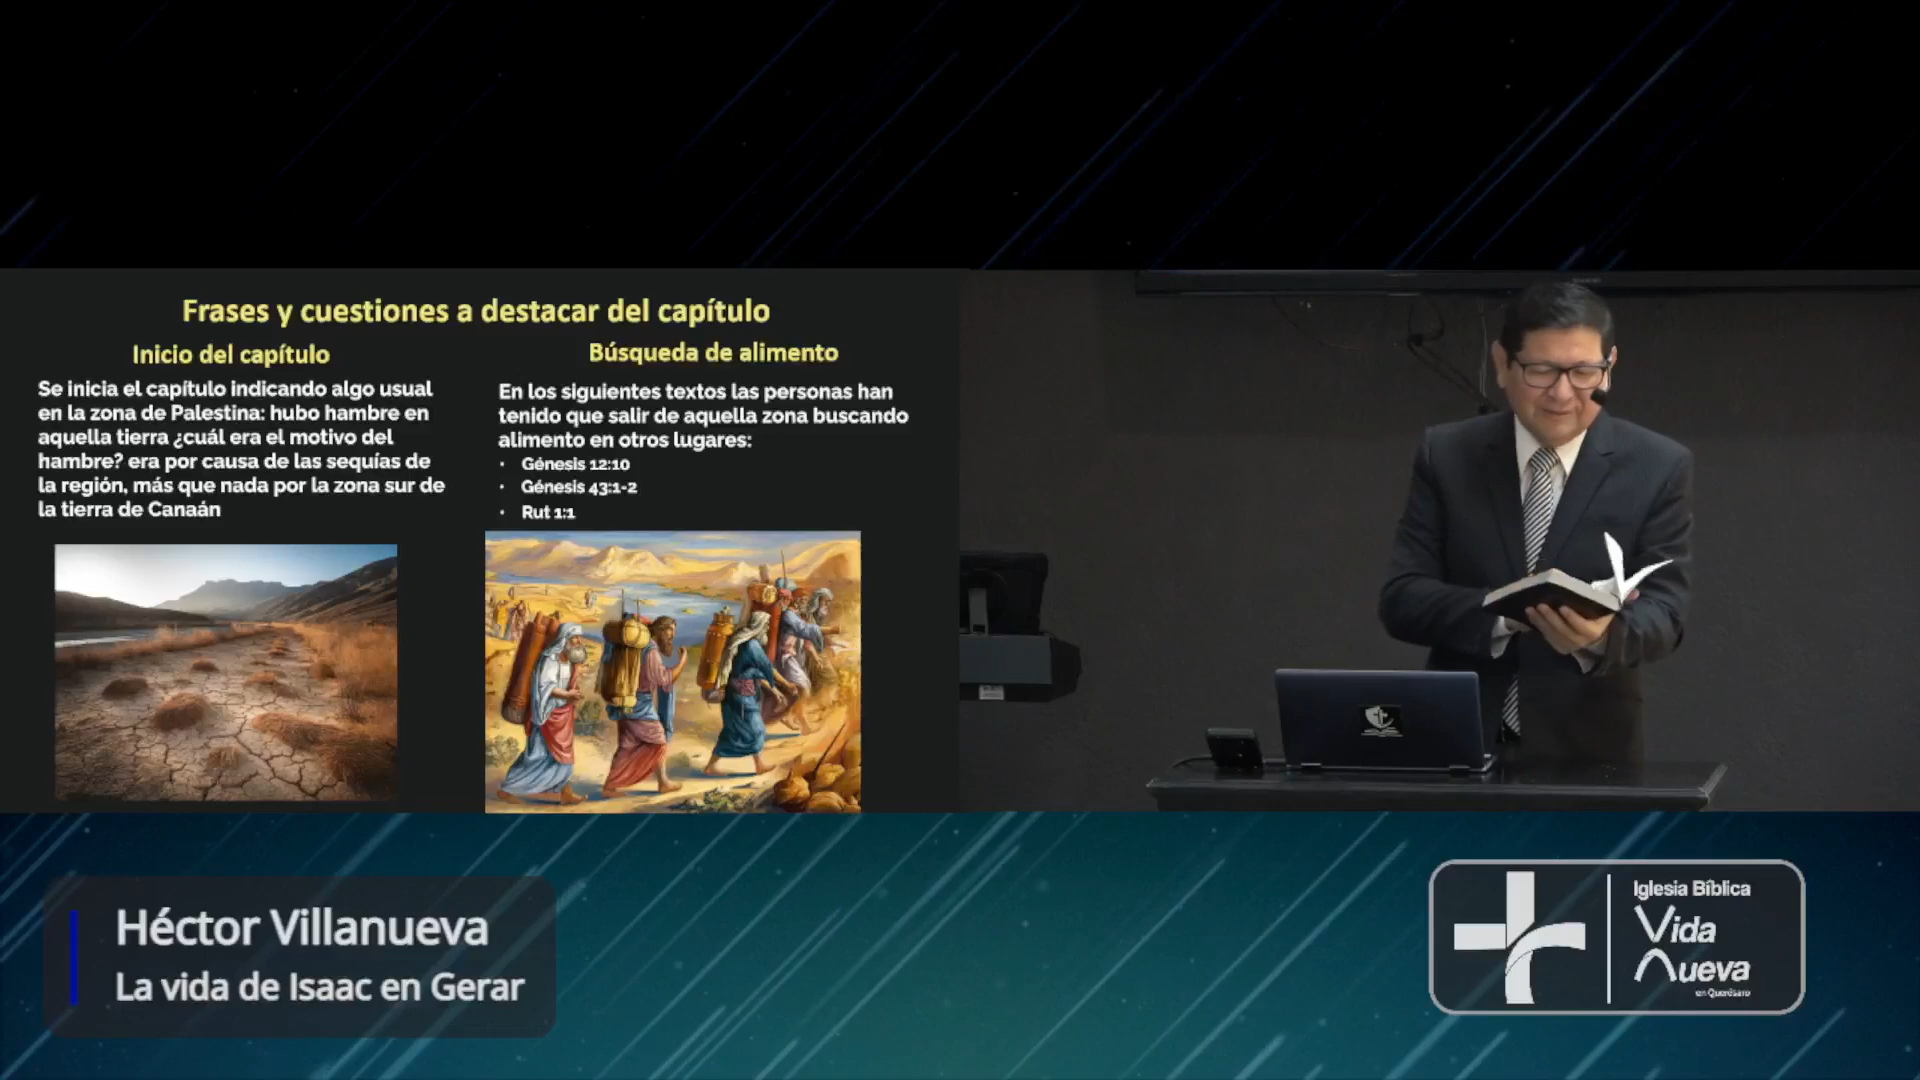 Frases y cuestiones a destacar del capítulo
Inicio del capítulo
Se inicia el capítulo indicando algo usual
en la zona de Palestina: hubo hambre en
aquella tierra ¿cuál era el motivo del
hambre? era por causa de las sequías de
la región, más que nada por la zona sur de
la tierra de Canaán
Búsqueda de alimento
En los siguientes textos las personas han
tenido que salir de aquella zona buscando
alimento en otros lugares:
• Génesis 12:10
• Génesis 43:1-2
• Rut 1:1
Héctor Villanueva
La vida de Isaac en Gerar
Iglesia Bíblica
Vida
Nueva
en Querétaro